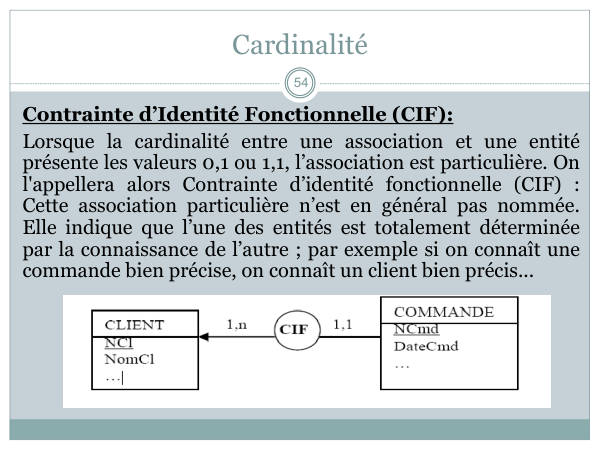 Cardinalité
54
Contrainte d’Identité Fonctionnelle (CIF):
Lorsque la cardinalité entre une association et une entité
présente les valeurs 0,1 ou 1,1, l’association est particulière. On
l'appellera alors Contrainte d’identité fonctionnelle (CIF) :
Cette association particulière n’est en général pas nommée.
Elle indique que l’une des entités est totalement déterminée
par la connaissance de l’autre ; par exemple si on connaît une
commande bien précise, on connaît un client bien précis...
CLIENT
NCl
NomCl
...
1,n
CIF
1,1
COMMANDE
NCmd
DateCmd
...